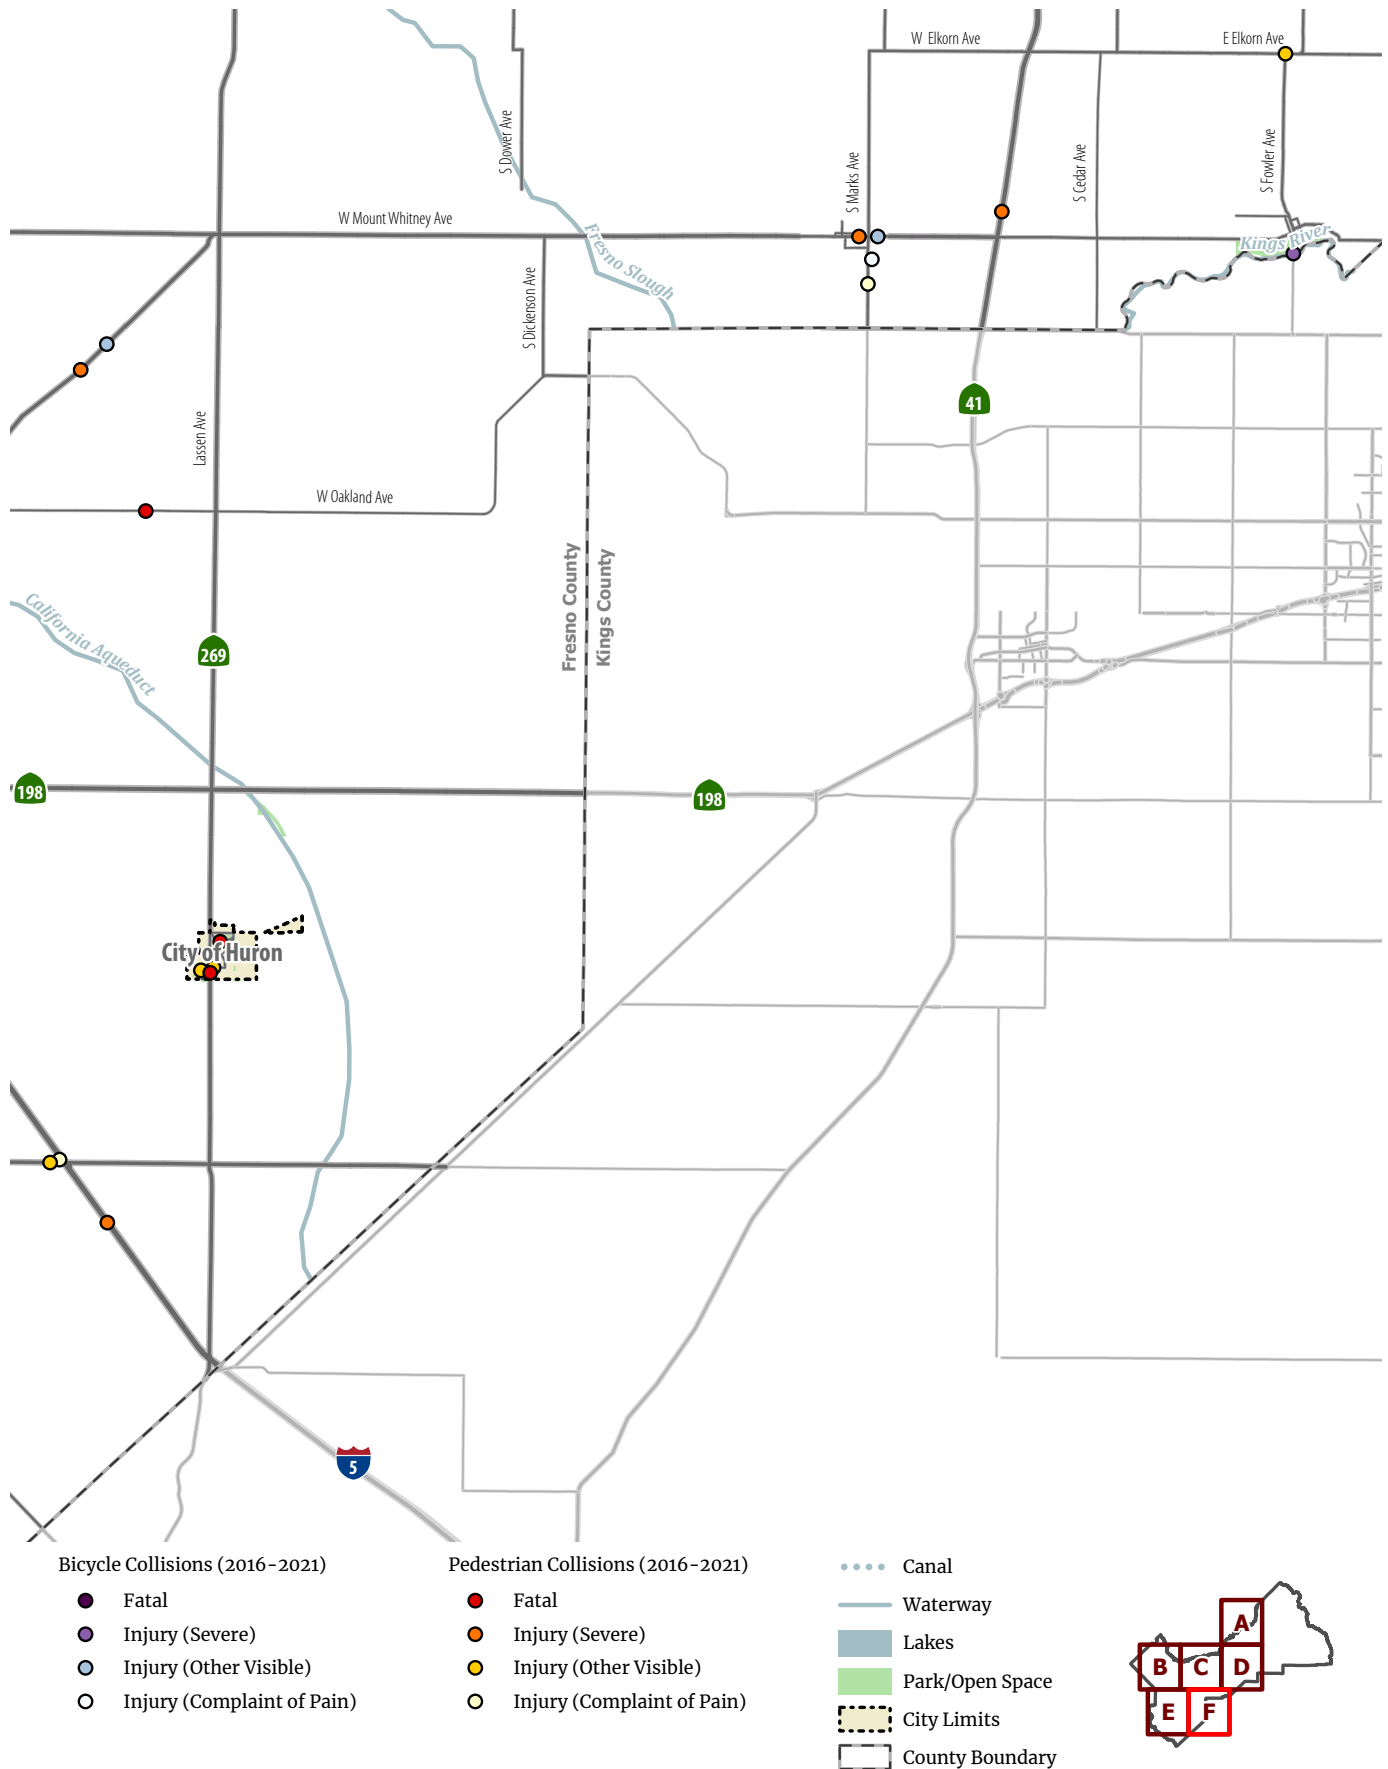 W Elkorn Ave
E Elkorn Ave
S Dower Ave
S Marks Ave
S Cedar Ave
S Fowler Ave
W Mount Whitney Ave
Fresno Slough
Kings River
S Dickenson Ave
41
Lassen Ave
W Oakland Ave
Fresno County
Kings County
California Aqueduct
269
198
198
City of Huron
5
Bicycle Collisions (2016-2021)
Fatal
Injury (Severe)
Injury (Other Visible)
Injury (Complaint of Pain)
Pedestrian Collisions (2016-2021)
Fatal
Injury (Severe)
Injury (Other Visible)
Injury (Complaint of Pain)
Canal
Waterway
Lakes
Park/Open Space
City Limits
County Boundary
A
B C D
E F